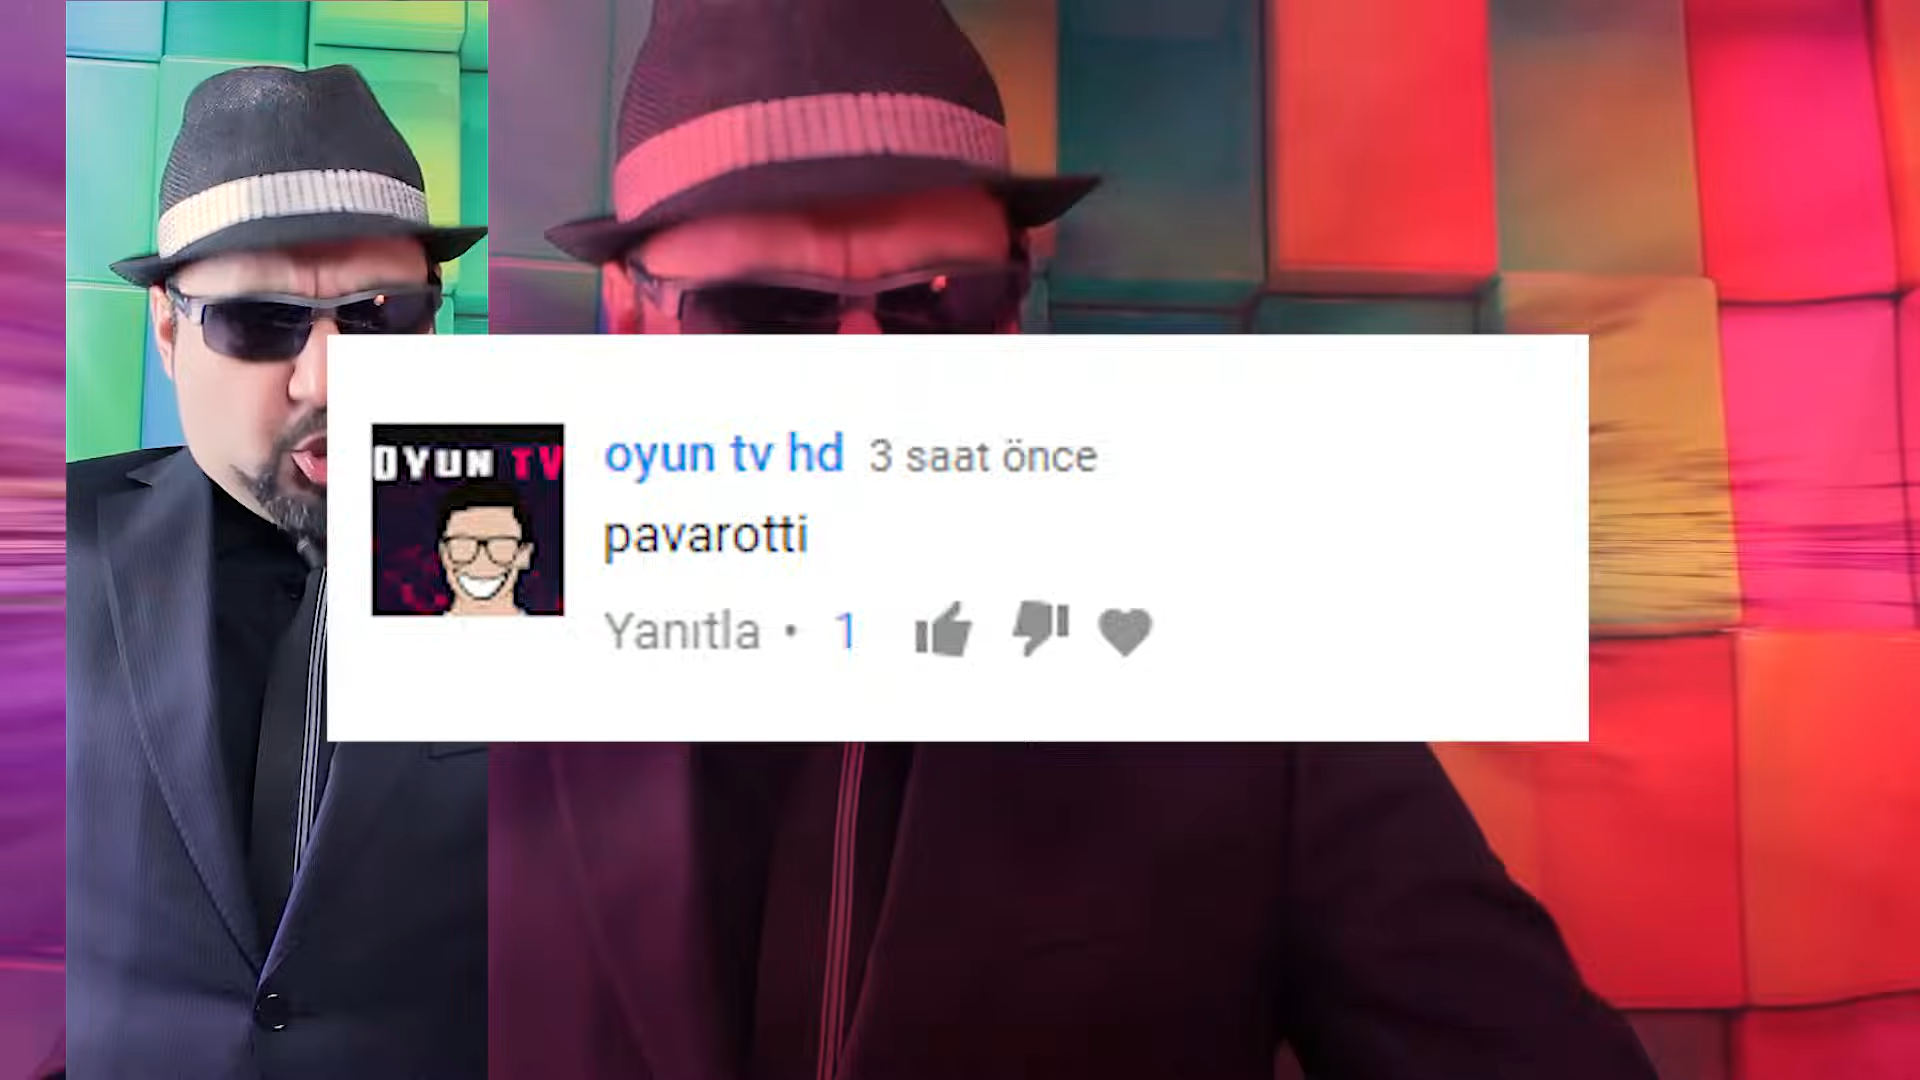 OYUN TV
oyun tv hd 3 saat önce
pavarotti
Yanıtla • 1